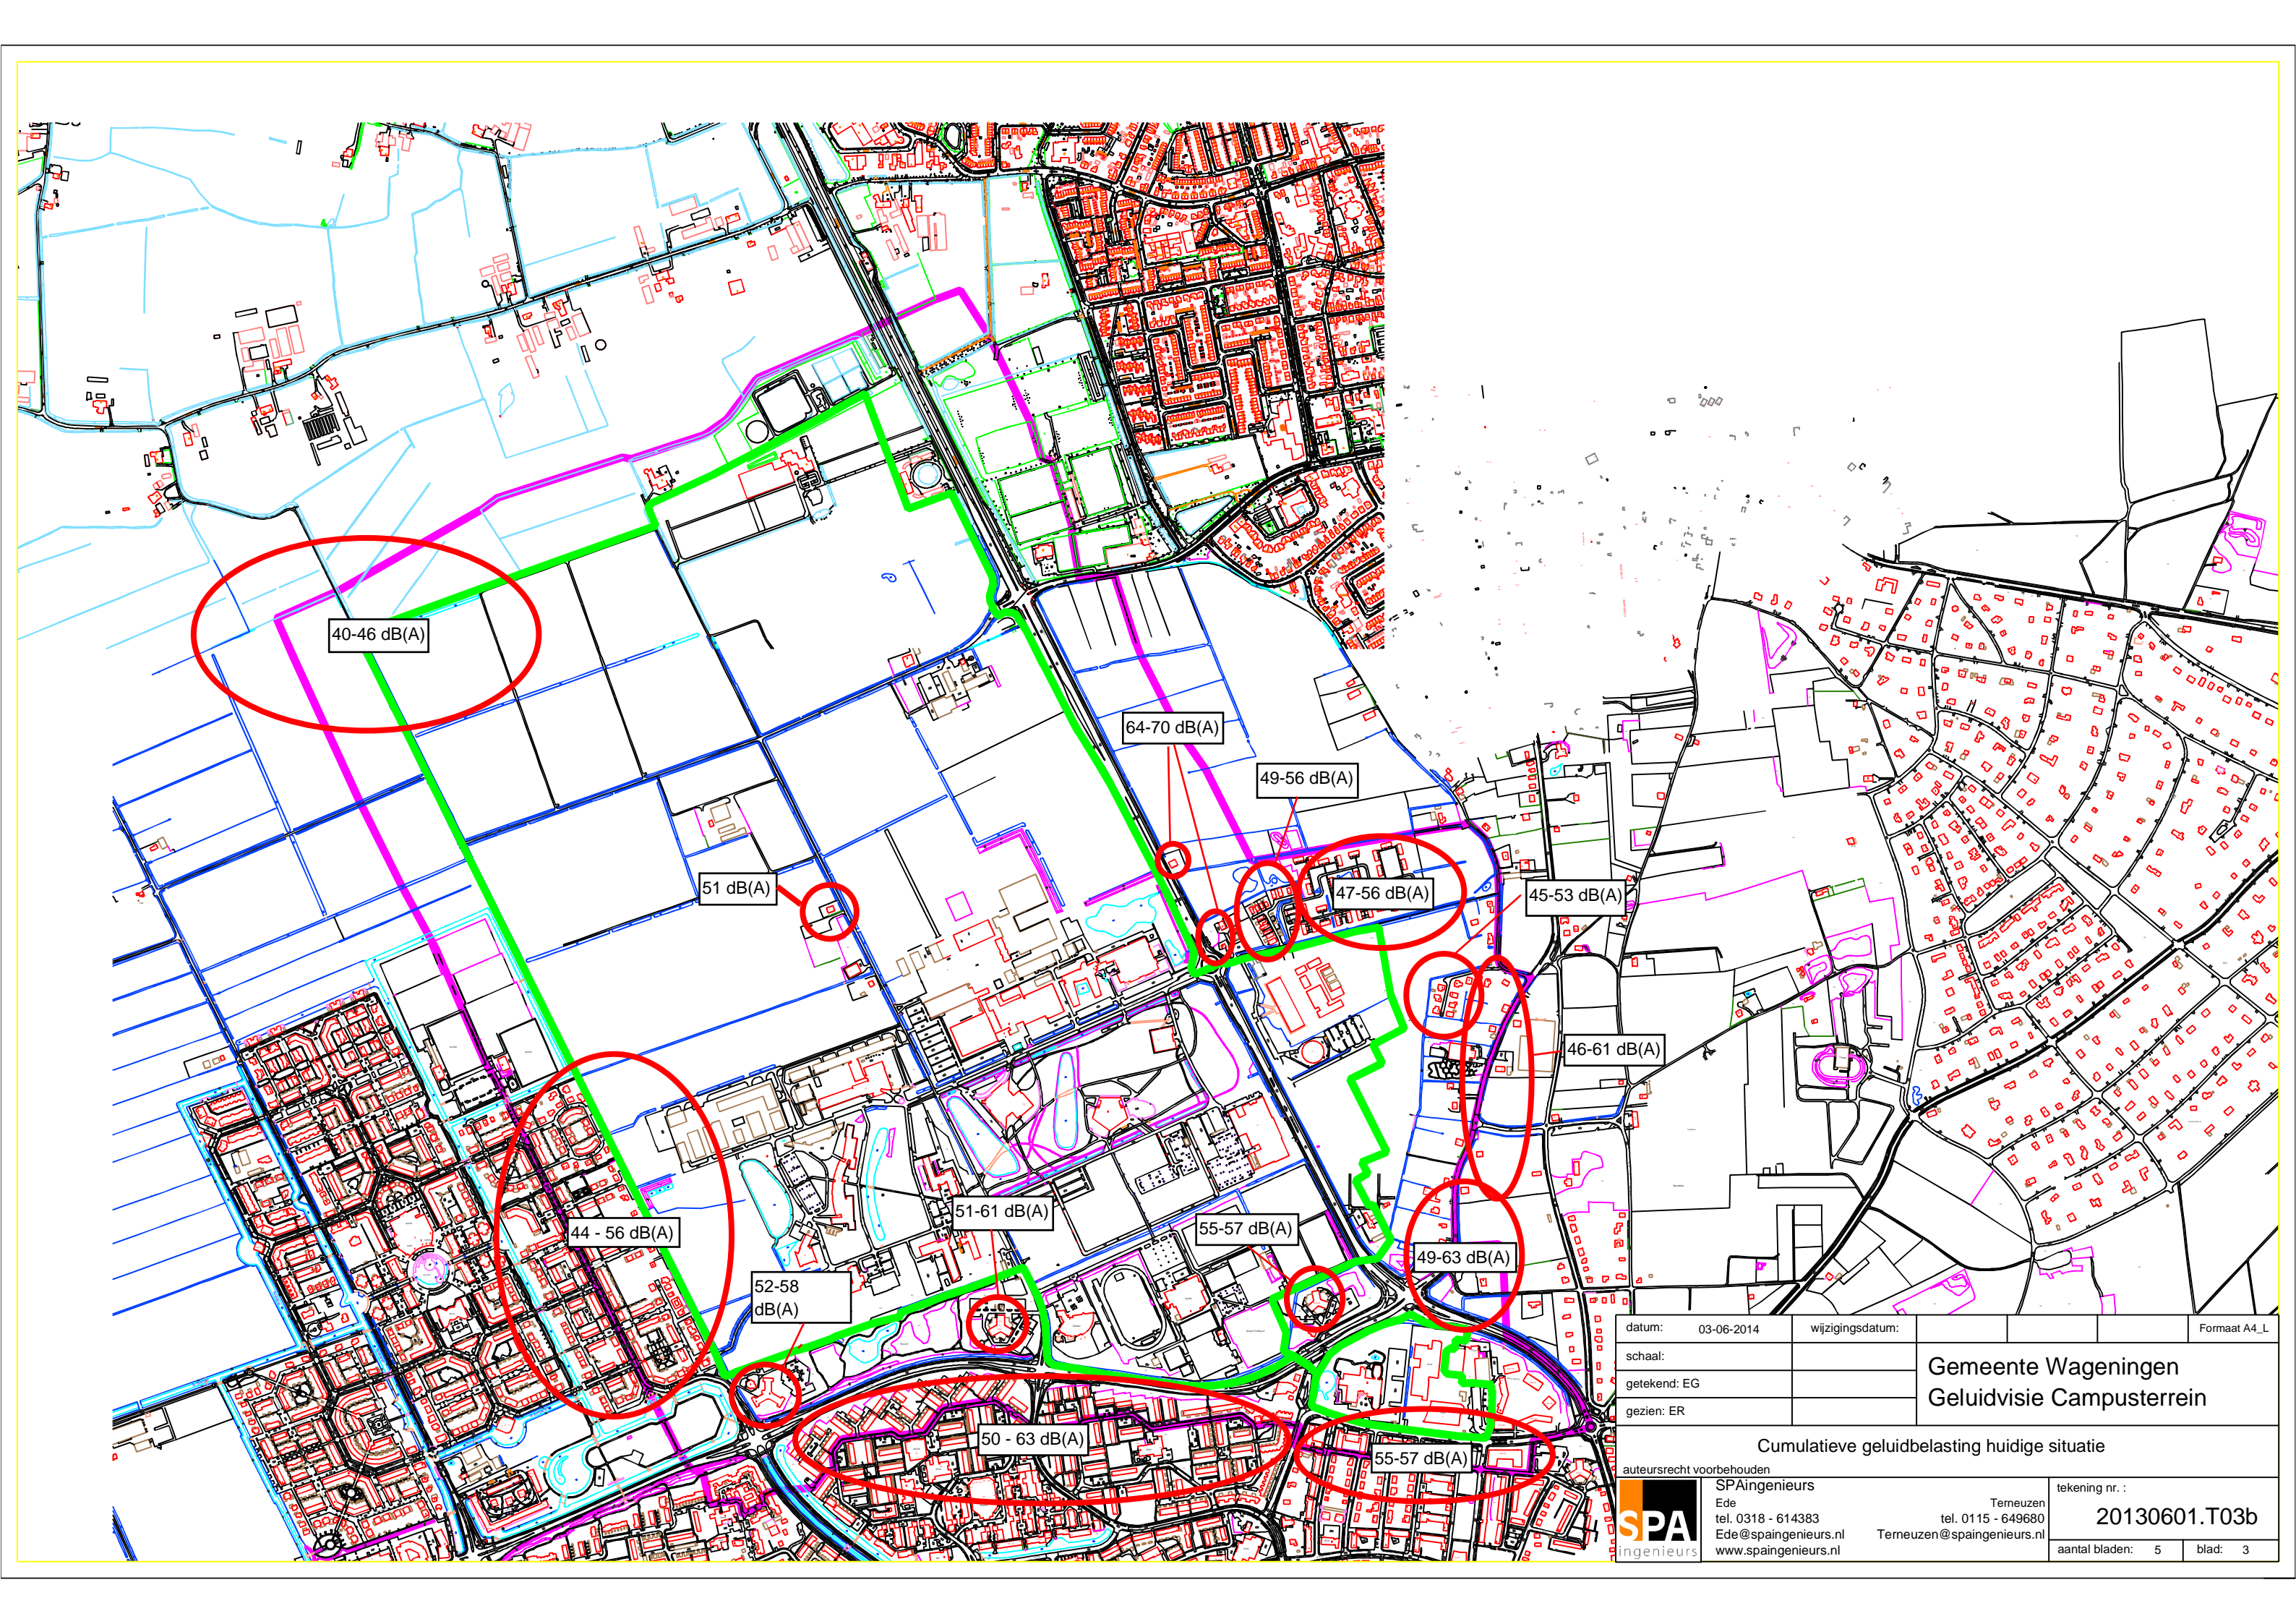 40-46 dB(A)
64-70 dB(A)
49-56 dB(A)
51 dB(A)
47-56 dB(A)
45-53 dB(A)
46-61 dB(A)
51-61 dB(A)
55-57 dB(A)
44 - 56 dB(A)
49-63 dB(A)
52-58
dB(A)
50 - 63 dB(A)
55-57 dB(A)
datum: 03-06-2014 wijzigingsdatum: Formaat A4_L
schaal:
getekend: EG
gezien: ER
Gemeente Wageningen
Geluidvisie Campusterrein
Cumulatieve geluidbelasting huidige situatie
auteursrecht voorbehouden
SPA
ingenieurs
SPAingenieurs
Ede Terneuzen
tel. 0318 - 614383 tel. 0115 - 649680
Ede@spaingenieurs.nl Terneuzen@spaingenieurs.nl
www.spaingenieurs.nl
tekening nr. :
20130601.T03b
aantal bladen: 5 blad: 3